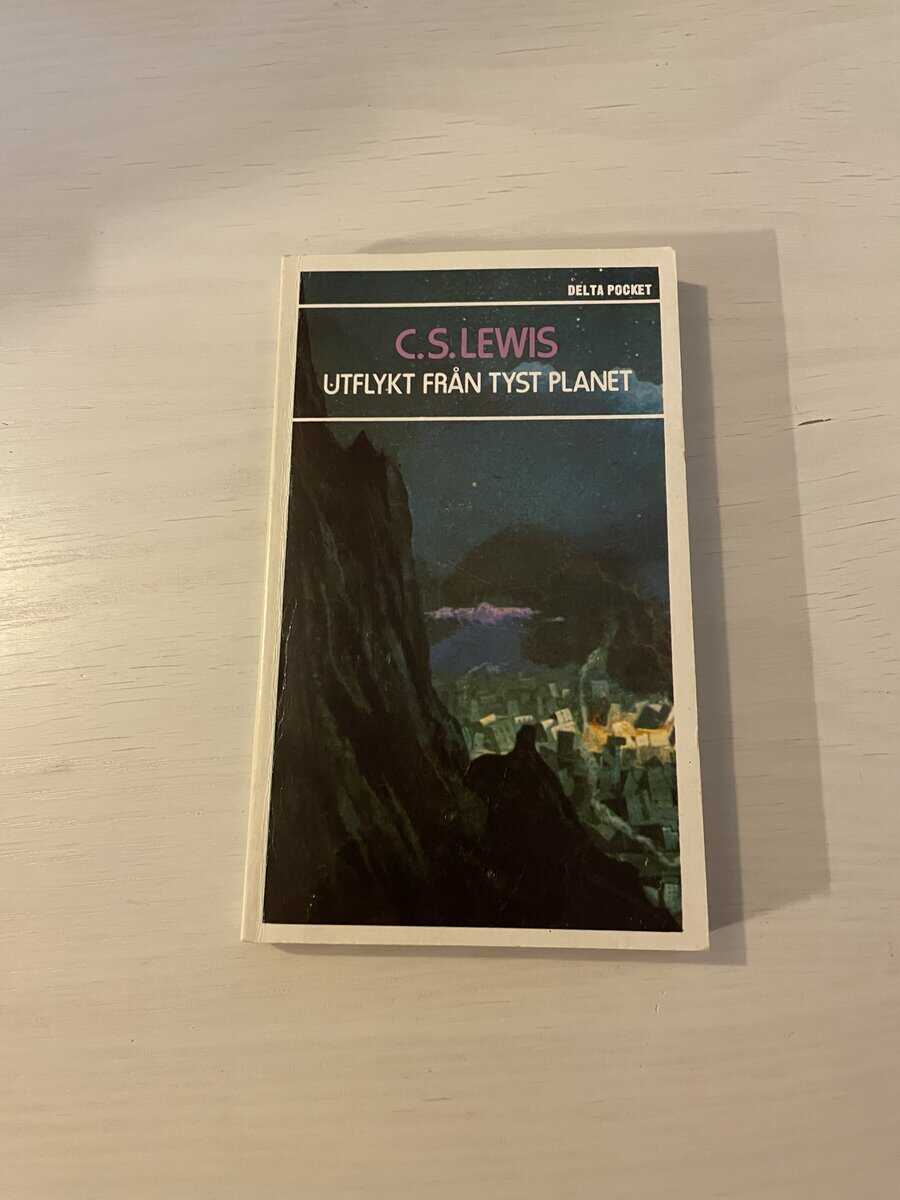 DELTA POCKET
C.S.LEWIS
UTFLYKT FRÅN TYST PLANET